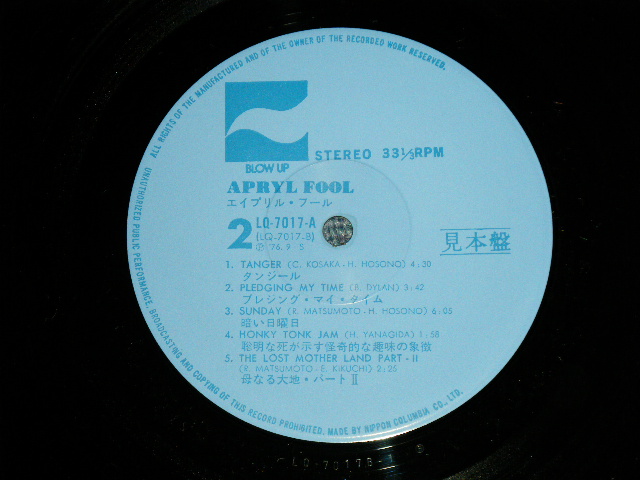 ALL RIGHTS OF THE MANUFACTURER AND OF THE OWNER OF THE RECORDED WORK RESERVED.
BLOW UP
STEREO 33⅓RPM
APRYL FOOL
エイプリル・フール
2 LQ-7017-A
(LQ-7017-B)
Ⓟ '76. 9. 5
見本盤
1. TANGER (C. KOSAKA-H. HOSONO) 4:30
タンジール
2. PLEDGING MY TIME (B. DYLAN) 3:42
プレジング・マイ・タイム
3. SUNDAY (R. MATSUMOTO-H. HOSONO) 6:05
暗い日曜日
4. HONKY TONK JAM (H. YANAGIDA) 1:58
聡明な死が示す怪奇的な趣味の象徴
5. THE LOST MOTHER LAND PART-II
(R. MATSUMOTO-E. KIKUCHI) 2:25
母なる大地・パートⅡ
UNAUTHORIZED PUBLIC PERFORMANCE, BROADCASTING AND COPYING OF THIS RECORD PROHIBITED. MADE BY NIPPON COLUMBIA CO., LTD.
LQ-7017B